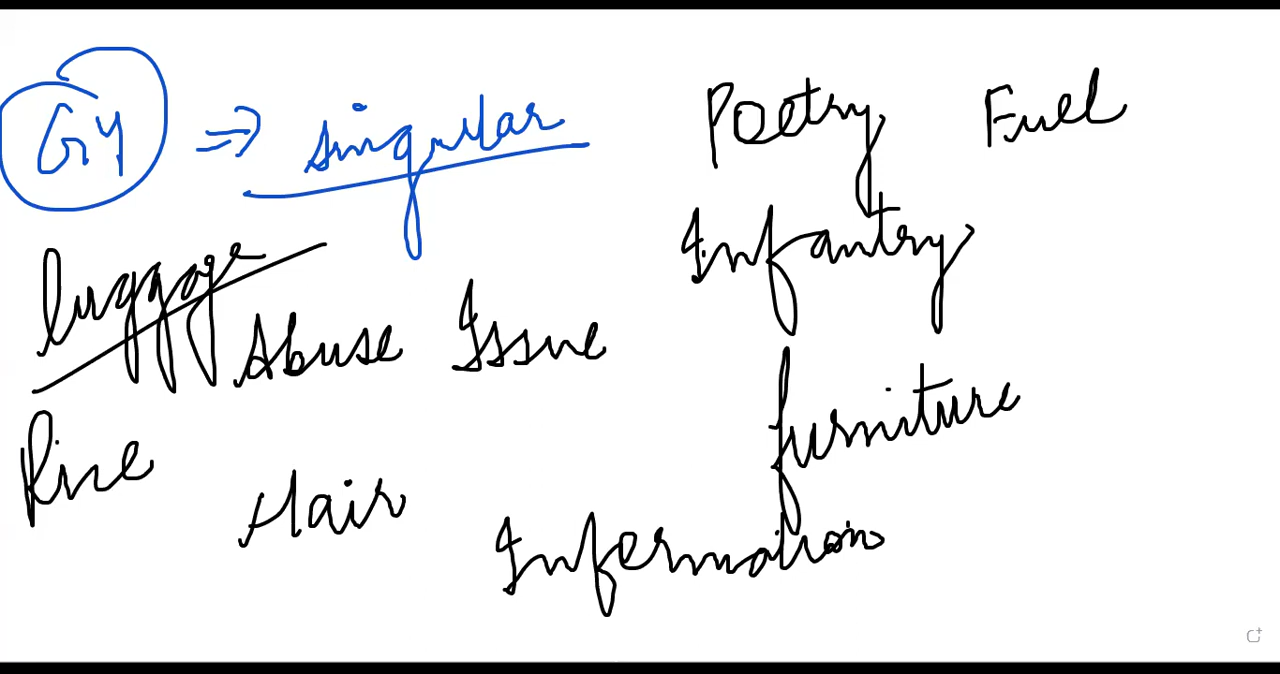 GY ⇒ singular
Poetry Fuel
Infantry
luggage
Abuse Issue
furniture
Rice
Hair
Information